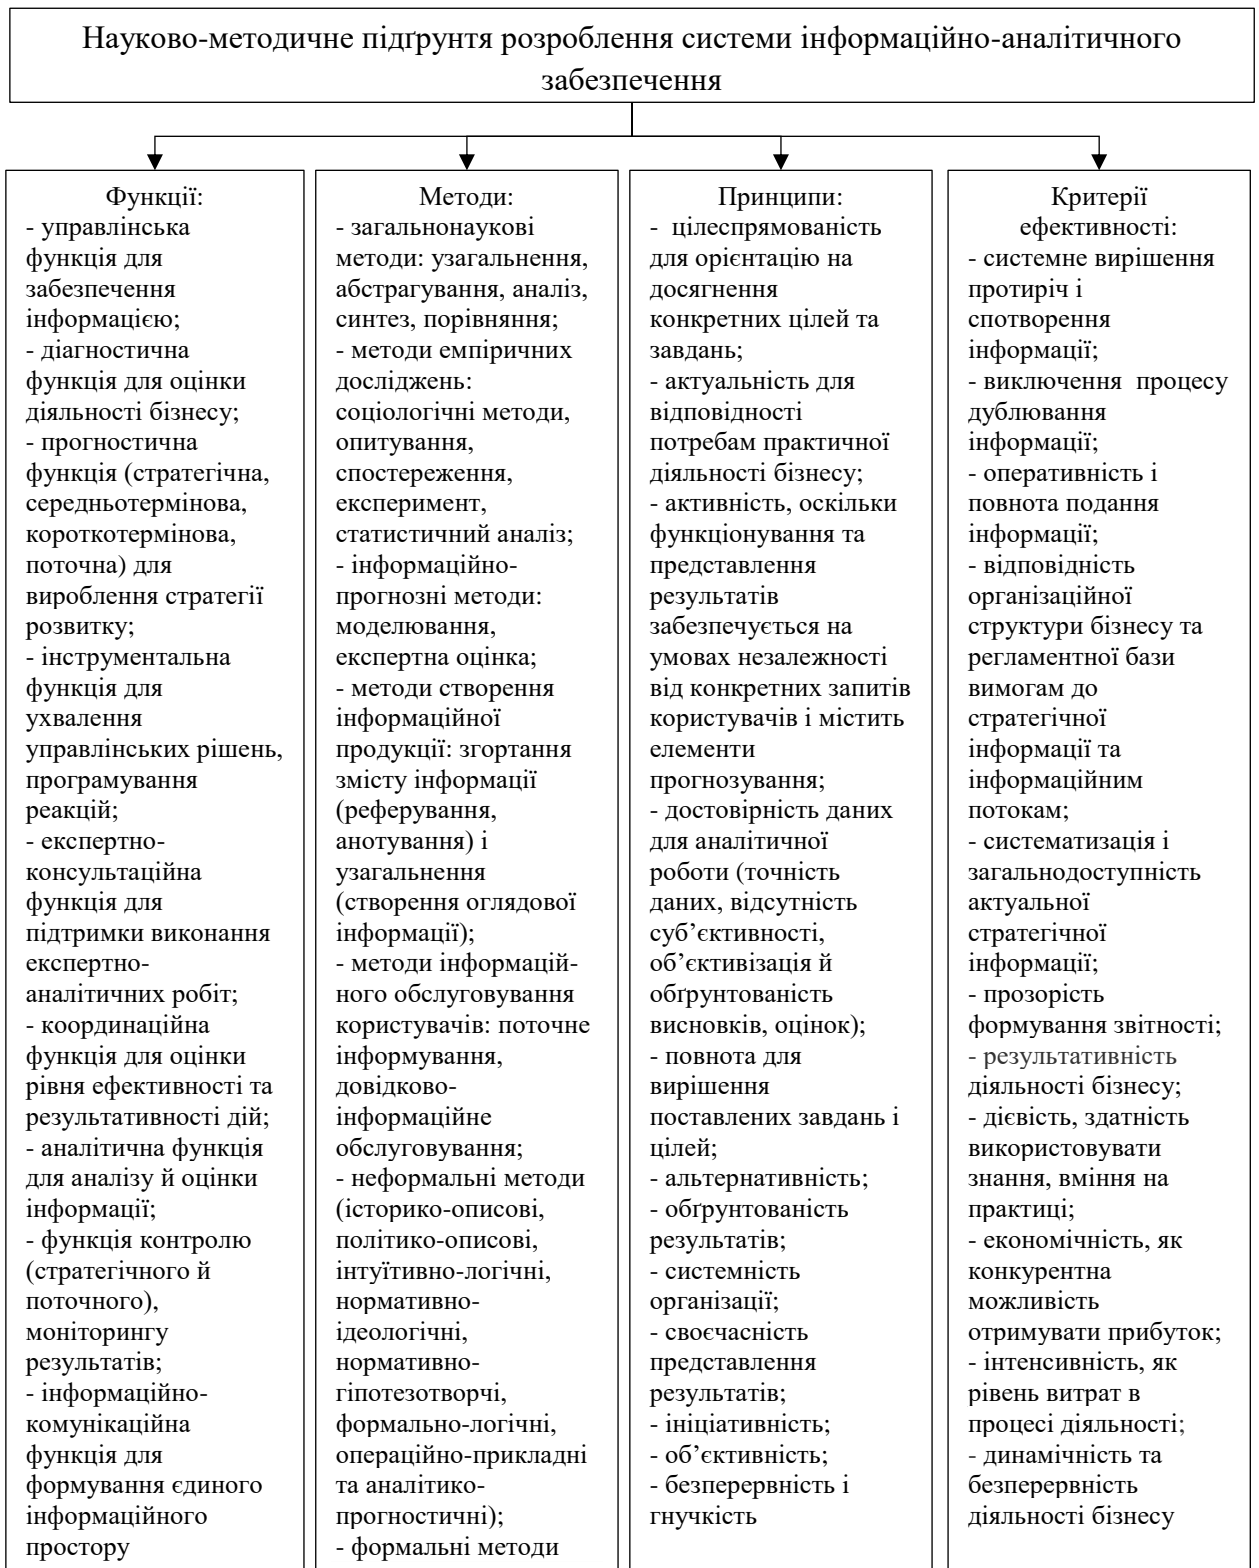 Науково-методичне підґрунтя розроблення системи інформаційно-аналітичного
забезпечення
Функції:
- управлінська
функція для
забезпечення
інформацією;
- діагностична
функція для оцінки
діяльності бізнесу;
- прогностична
функція (стратегічна,
середньотермінова,
короткотермінова,
поточна) для
вироблення стратегії
розвитку;
- інструментальна
функція для
ухвалення
управлінських рішень,
програмування
реакцій;
- експертно-
консультаційна
функція для
підтримки виконання
експертно-
аналітичних робіт;
- координаційна
функція для оцінки
рівня ефективності та
результативності дій;
- аналітична функція
для аналізу й оцінки
інформації;
- функція контролю
(стратегічного й
поточного),
моніторингу
результатів;
- інформаційно-
комунікаційна
функція для
формування єдиного
інформаційного
простору
Методи:
- загальнонаукові
методи: узагальнення,
абстрагування, аналіз,
синтез, порівняння;
- методи емпіричних
досліджень:
соціологічні методи,
опитування,
спостереження,
експеримент,
статистичний аналіз;
- інформаційно-
прогнозні методи:
моделювання,
експертна оцінка;
- методи створення
інформаційної
продукції: згортання
змісту інформації
(реферування,
анотування) і
узагальнення
(створення оглядової
інформації);
- методи інформацій-
ного обслуговування
користувачів: поточне
інформування,
довідково-
інформаційне
обслуговування;
- неформальні методи
(історико-описові,
політико-описові,
інтуїтивно-логічні,
нормативно-
ідеологічні,
нормативно-
гіпотезотворчі,
формально-логічні,
операційно-прикладні
та аналітико-
прогностичні);
- формальні методи
Принципи:
- цілеспрямованість
для орієнтацію на
досягнення
конкретних цілей та
завдань;
- актуальність для
відповідності
потребам практичної
діяльності бізнесу;
- активність, оскільки
функціонування та
представлення
результатів
забезпечується на
умовах незалежності
від конкретних запитів
користувачів і містить
елементи
прогнозування;
- достовірність даних
для аналітичної
роботи (точність
даних, відсутність
суб’єктивності,
об’єктивізація й
обґрунтованість
висновків, оцінок);
- повнота для
вирішення
поставлених завдань і
цілей;
- альтернативність;
- обґрунтованість
результатів;
- системність
організації;
- своєчасність
представлення
результатів;
- ініціативність;
- об’єктивність;
- безперервність і
гнучкість
Критерії
ефективності:
- системне вирішення
протиріч і
спотворення
інформації;
- виключення процесу
дублювання
інформації;
- оперативність і
повнота подання
інформації;
- відповідність
організаційної
структури бізнесу та
регламентної бази
вимогам до
стратегічної
інформації та
інформаційним
потокам;
- систематизація і
загальнодоступність
актуальної
стратегічної
інформації;
- прозорість
формування звітності;
- результативність
діяльності бізнесу;
- дієвість, здатність
використовувати
знання, вміння на
практиці;
- економічність, як
конкурентна
можливість
отримувати прибуток;
- інтенсивність, як
рівень витрат в
процесі діяльності;
- динамічність та
безперервність
діяльності бізнесу